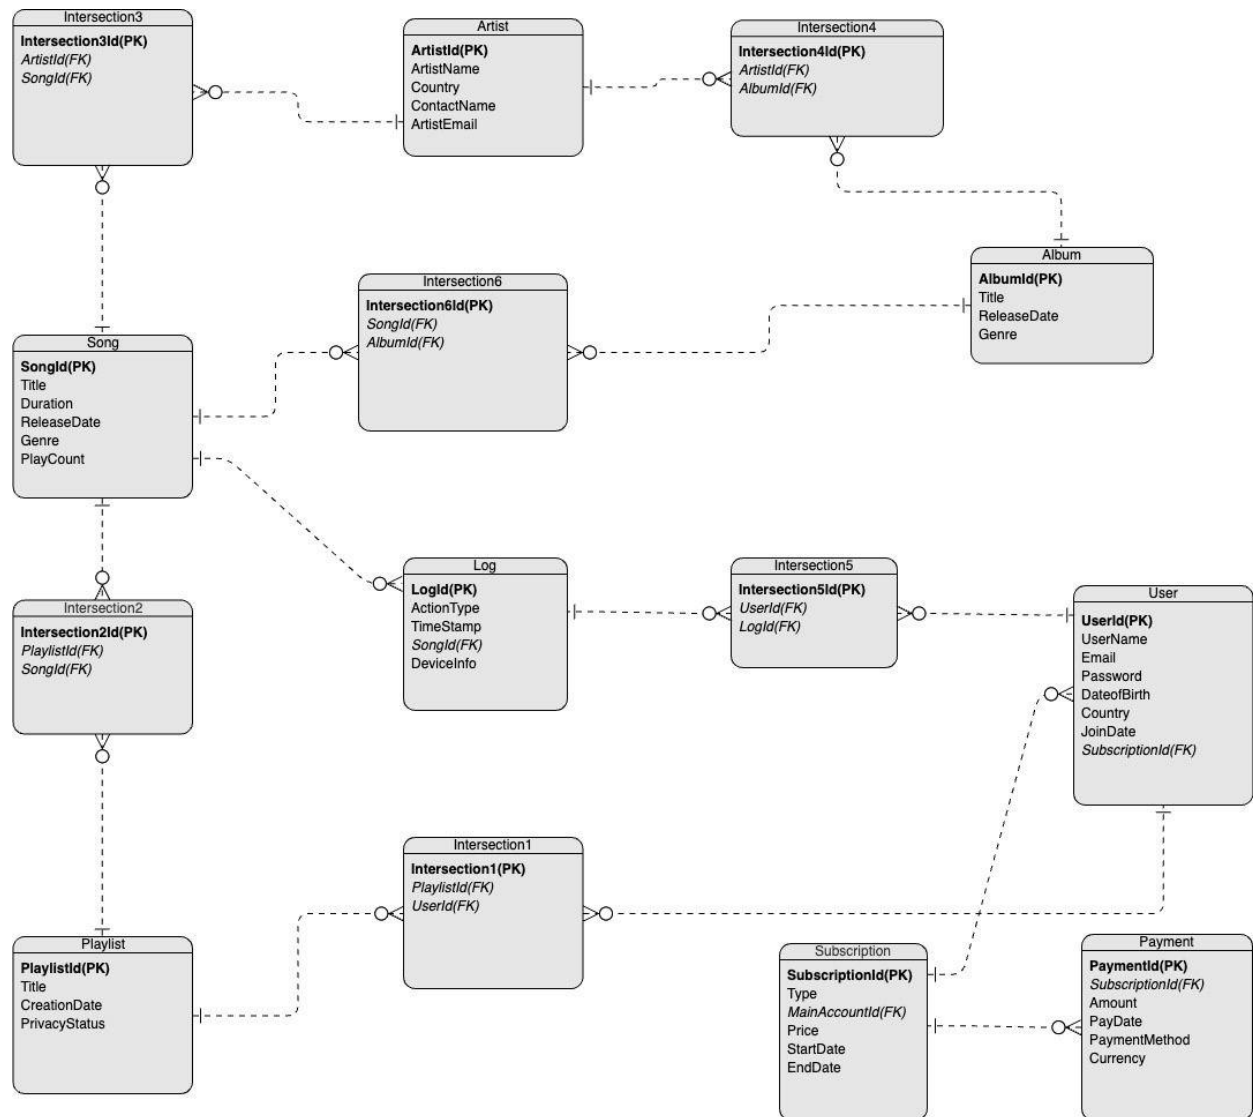 Intersection3
Intersection3Id(PK)
ArtistId(FK)
SongId(FK)
Artist
ArtistId(PK)
ArtistName
Country
ContactName
ArtistEmail
Intersection4
Intersection4Id(PK)
ArtistId(FK)
AlbumId(FK)
Album
AlbumId(PK)
Title
ReleaseDate
Genre
Intersection6
Intersection6Id(PK)
SongId(FK)
AlbumId(FK)
Song
SongId(PK)
Title
Duration
ReleaseDate
Genre
PlayCount
Log
LogId(PK)
ActionType
TimeStamp
SongId(FK)
DeviceInfo
Intersection5
Intersection5Id(PK)
UserId(FK)
LogId(FK)
User
UserId(PK)
UserName
Email
Password
DateofBirth
Country
JoinDate
SubscriptionId(FK)
Intersection2
Intersection2Id(PK)
PlaylistId(FK)
SongId(FK)
Intersection1
Intersection1(PK)
PlaylistId(FK)
UserId(FK)
Playlist
PlaylistId(PK)
Title
CreationDate
PrivacyStatus
Subscription
SubscriptionId(PK)
Type
MainAccountId(FK)
Price
StartDate
EndDate
Payment
PaymentId(PK)
SubscriptionId(FK)
Amount
PayDate
PaymentMethod
Currency